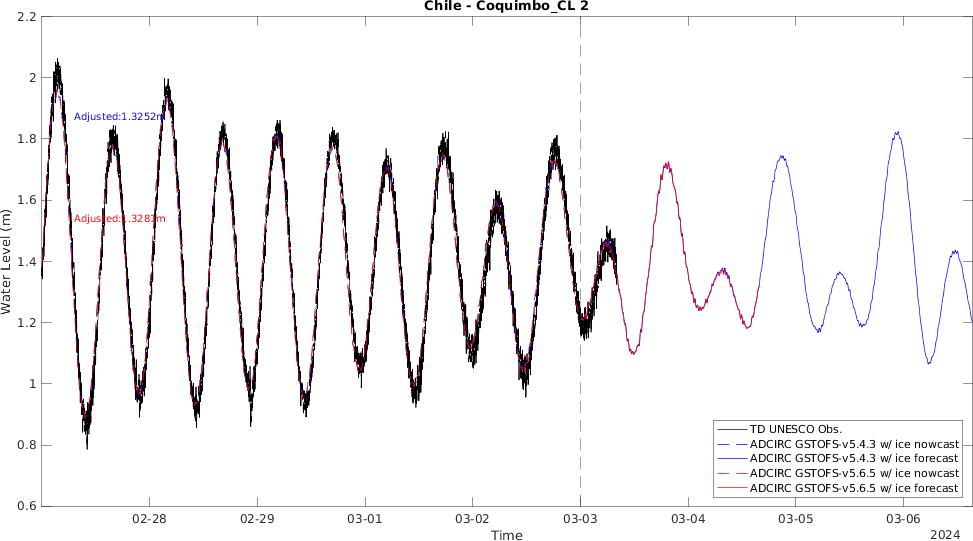 Chile - Coquimbo_CL 2
2.2
2
1.8
1.6
1.4
1.2
1
0.8
0.6
Water Level (m)
Adjusted:1.3252m
Adjusted:1.3281m
TD UNESCO Obs.
ADCIRC GSTOFS-v5.4.3 w/ ice nowcast
ADCIRC GSTOFS-v5.4.3 w/ ice forecast
ADCIRC GSTOFS-v5.6.5 w/ ice nowcast
ADCIRC GSTOFS-v5.6.5 w/ ice forecast
02-28 02-29 03-01 03-02 03-03 03-04 03-05 03-06
Time
2024